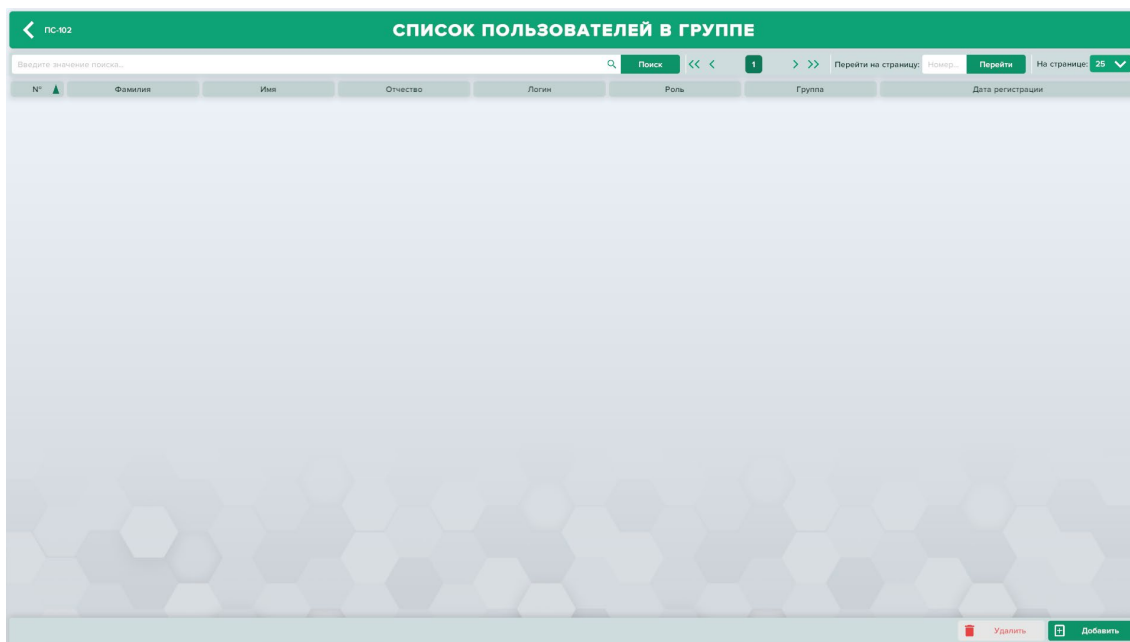 ПС-102
СПИСОК ПОЛЬЗОВАТЕЛЕЙ В ГРУППЕ
Введите значение поиска... Поиск << < 1 > >> Перейти на страницу: Номер... Перейти На странице: 25
№ Фамилия Имя Отчество Логин Роль Группа Дата регистрации
Удалить Добавить